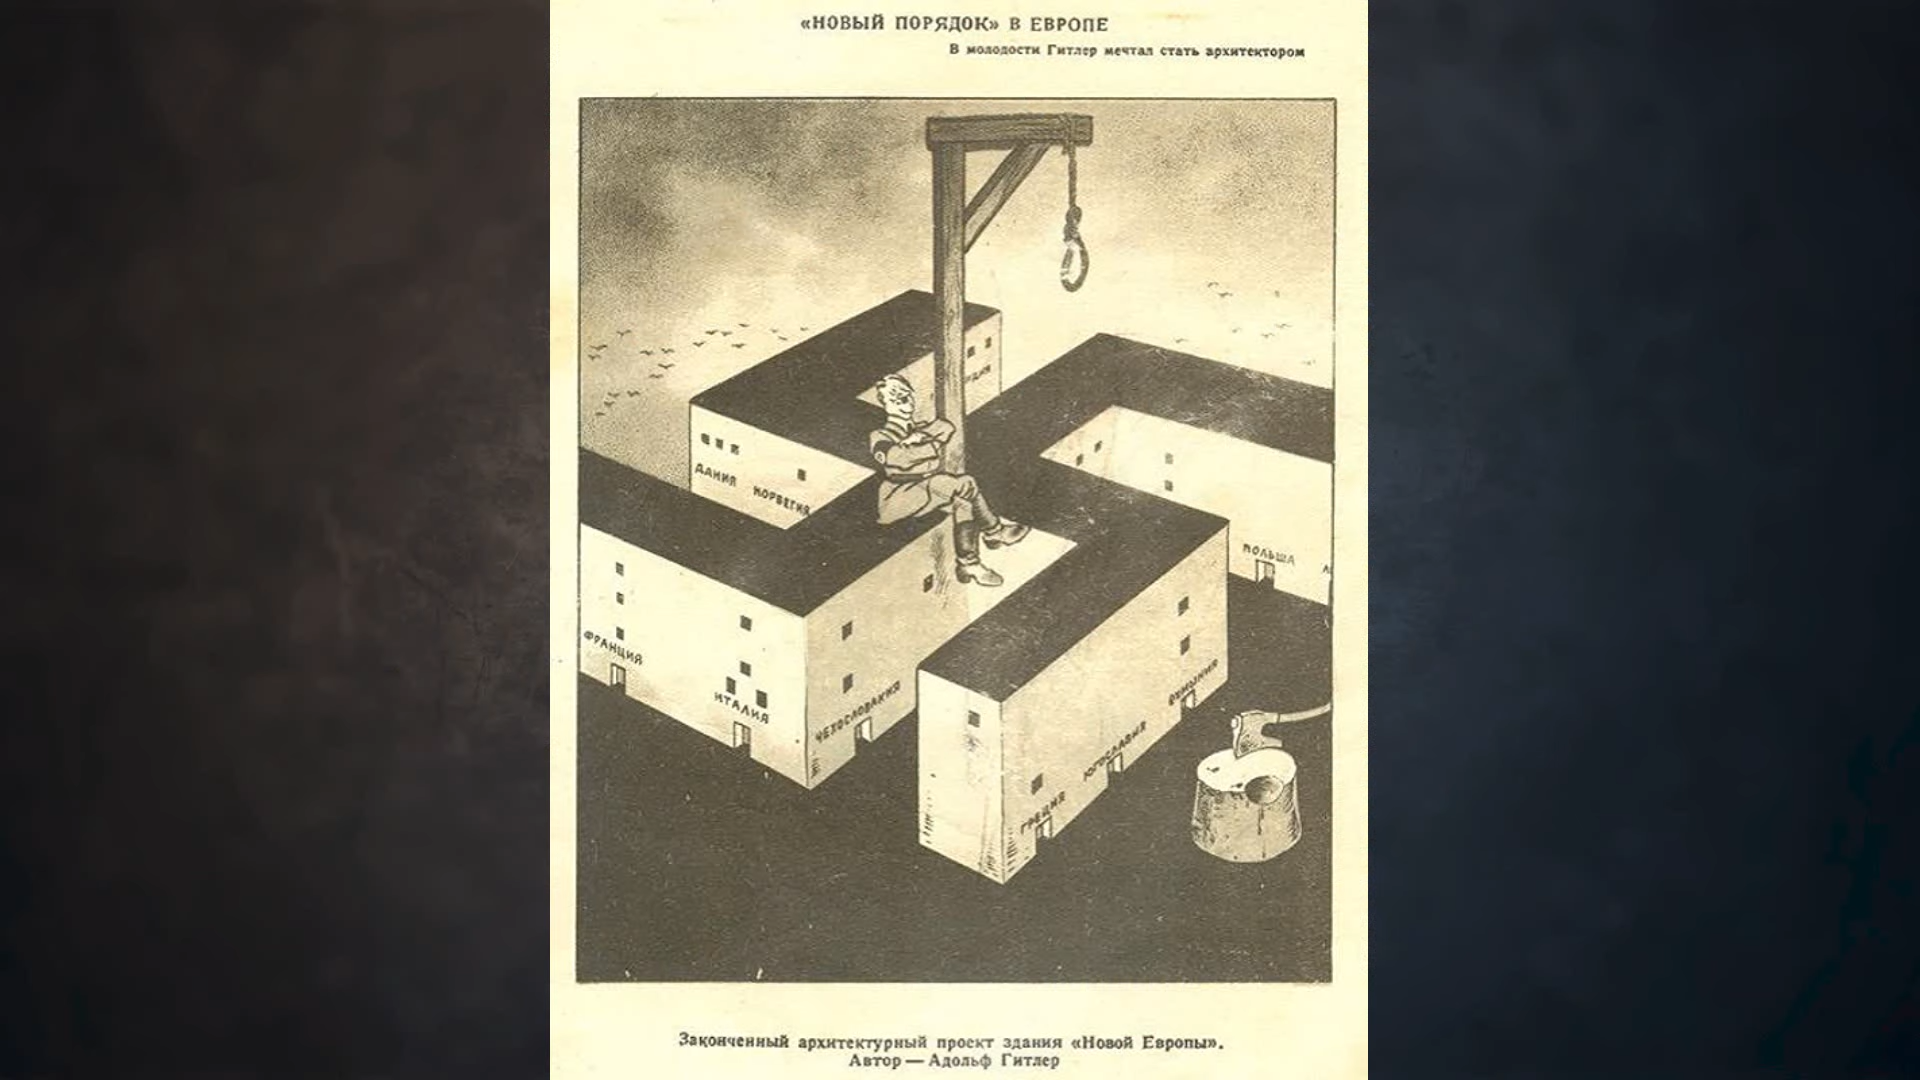 «НОВЫЙ ПОРЯДОК» В ЕВРОПЕ
В молодости Гитлер мечтал стать архитектором
ДАНИЯ НОРВЕГИЯ
ПОЛЬША
ФРАНЦИЯ
ИТАЛИЯ
ЧЕХОСЛОВАКИЯ
РУМЫНИЯ
ЮГОСЛАВИЯ
ГРЕЦИЯ
Законченный архитектурный проект здания «Новой Европы».
Автор — Адольф Гитлер